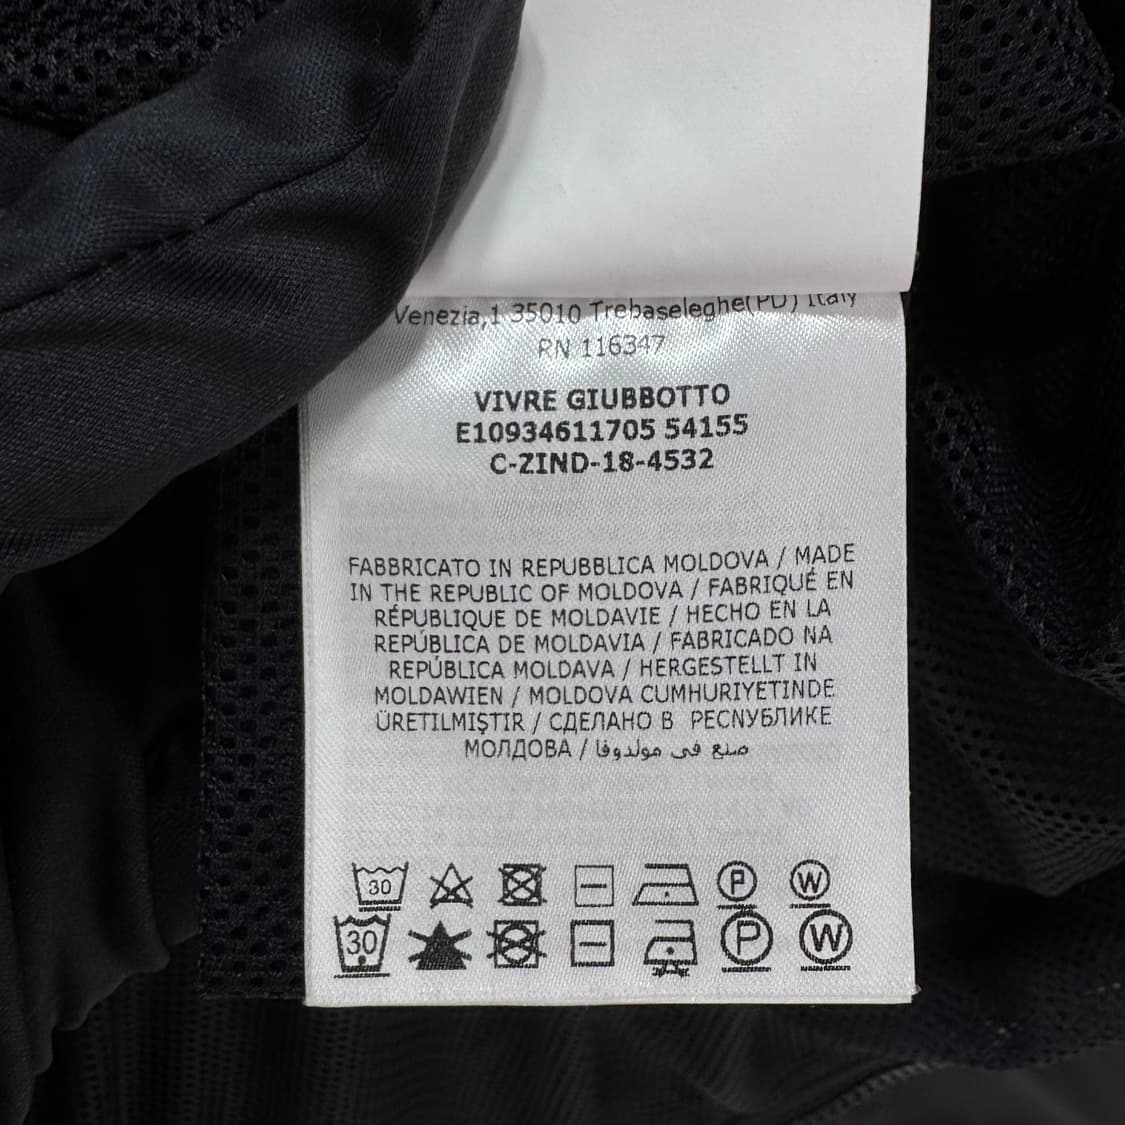 Venezia,1 35010 Trebaseleghe(PD) Italy
RN 116347
VIVRE GIUBBOTTO
E10934611705 54155
C-ZIND-18-4532
FABBRICATO IN REPUBBLICA MOLDOVA / MADE
IN THE REPUBLIC OF MOLDOVA / FABRIQUÉ EN
RÉPUBLIQUE DE MOLDAVIE / HECHO EN LA
REPÚBLICA DE MOLDAVIA / FABRICADO NA
REPÚBLICA MOLDAVA / HERGESTELLT IN
MOLDAWIEN / MOLDOVA CUMHURIYETINDE
ÜRETILMIŞTIR / СДЕЛАНО В РЕСПУБЛИКЕ
МОЛДОВА / صنع في مولدوفا
30 P W
30 P W